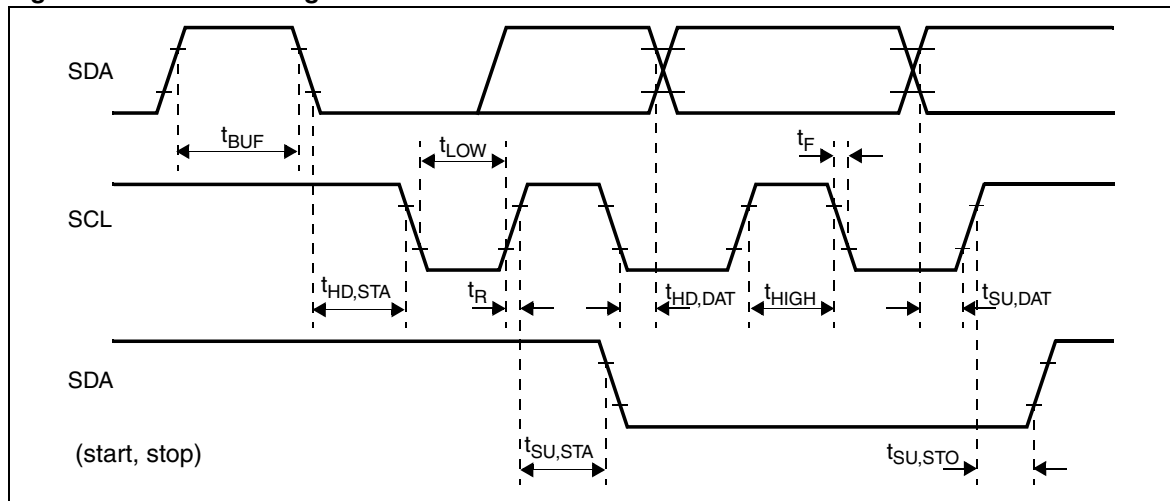 SDA
tBUF
tLOW
tF
SCL
tHD,STA
tR
tHD,DAT
tHIGH
tSU,DAT
SDA
(start, stop)
tSU,STA
tSU,STO